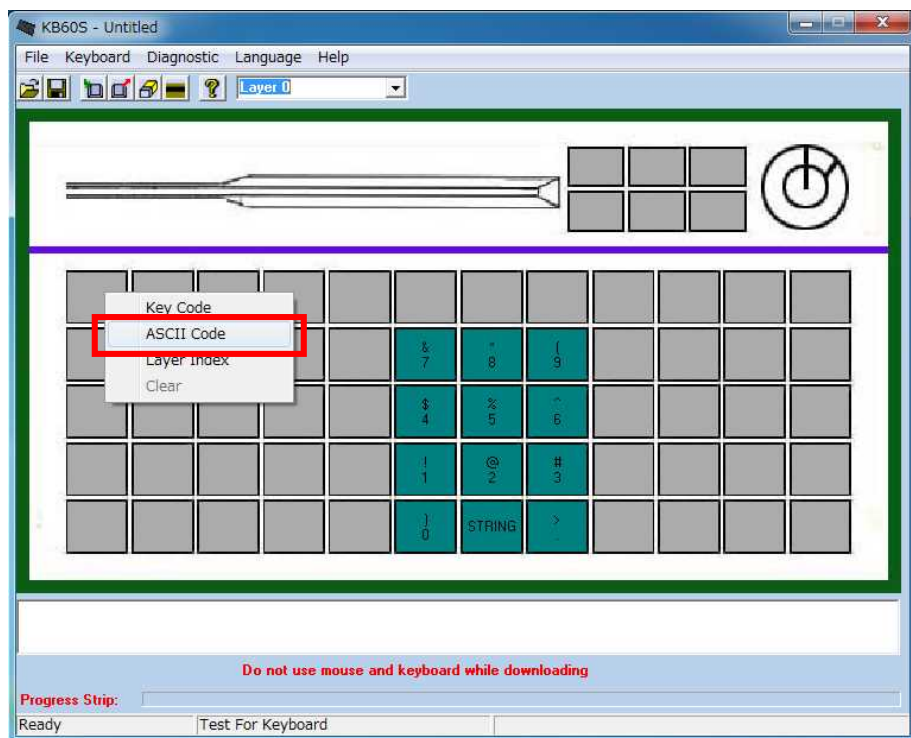 KB60S - Untitled
File Keyboard Diagnostic Language Help
Layer 0
Key Code
ASCII Code
Layer Index
Clear
& * (
7 8 9
$ % ^
4 5 6
! @ #
1 2 3
) STRING >
0 .
Do not use mouse and keyboard while downloading
Progress Strip:
Ready Test For Keyboard